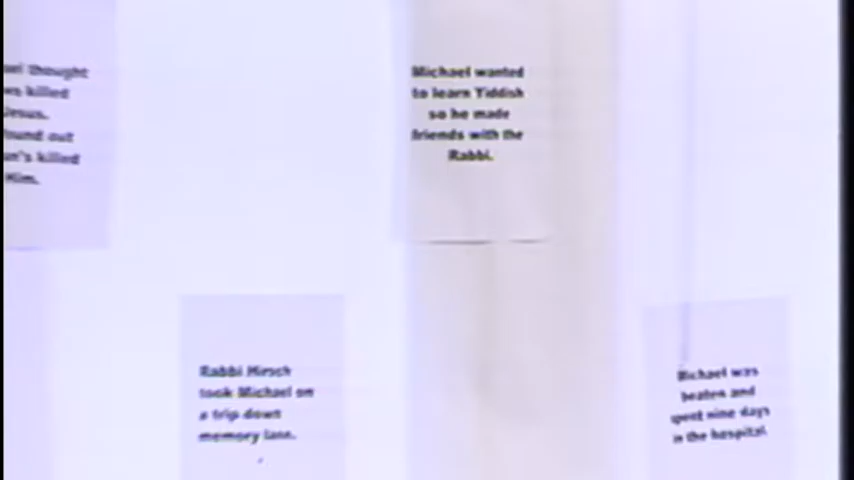 thought
killed
Jesus.
found out
killed
Him.
Michael wanted
to learn Yiddish
so he made
friends with the
Rabbi.
Rabbi Hirsch
took Michael on
a trip down
memory lane.
Michael was
beaten and
spent nine days
in the hospital.